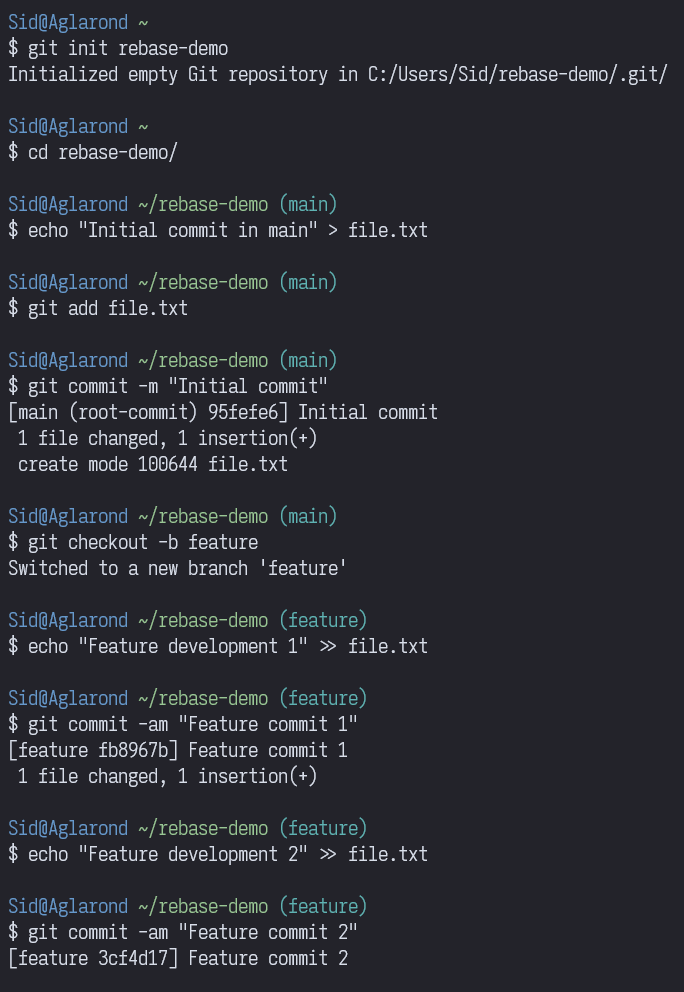 Sid@Aglarond ~
$ git init rebase-demo
Initialized empty Git repository in C:/Users/Sid/rebase-demo/.git/
Sid@Aglarond ~
$ cd rebase-demo/
Sid@Aglarond ~/rebase-demo (main)
$ echo "Initial commit in main" > file.txt
Sid@Aglarond ~/rebase-demo (main)
$ git add file.txt
Sid@Aglarond ~/rebase-demo (main)
$ git commit -m "Initial commit"
[main (root-commit) 95fefe6] Initial commit
 1 file changed, 1 insertion(+)
 create mode 100644 file.txt
Sid@Aglarond ~/rebase-demo (main)
$ git checkout -b feature
Switched to a new branch 'feature'
Sid@Aglarond ~/rebase-demo (feature)
$ echo "Feature development 1" >> file.txt
Sid@Aglarond ~/rebase-demo (feature)
$ git commit -am "Feature commit 1"
[feature fb8967b] Feature commit 1
 1 file changed, 1 insertion(+)
Sid@Aglarond ~/rebase-demo (feature)
$ echo "Feature development 2" >> file.txt
Sid@Aglarond ~/rebase-demo (feature)
$ git commit -am "Feature commit 2"
[feature 3cf4d17] Feature commit 2